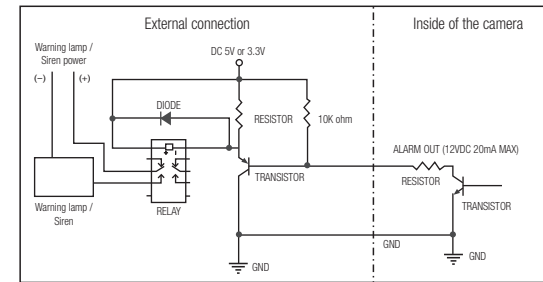 External connection
Inside of the camera
Warning lamp /
Siren power
(−)
(+)
DC 5V or 3.3V
DIODE
RESISTOR
10K ohm
ALARM OUT (12VDC 20mA MAX)
RESISTOR
TRANSISTOR
TRANSISTOR
RELAY
Warning lamp /
Siren
GND
GND
GND